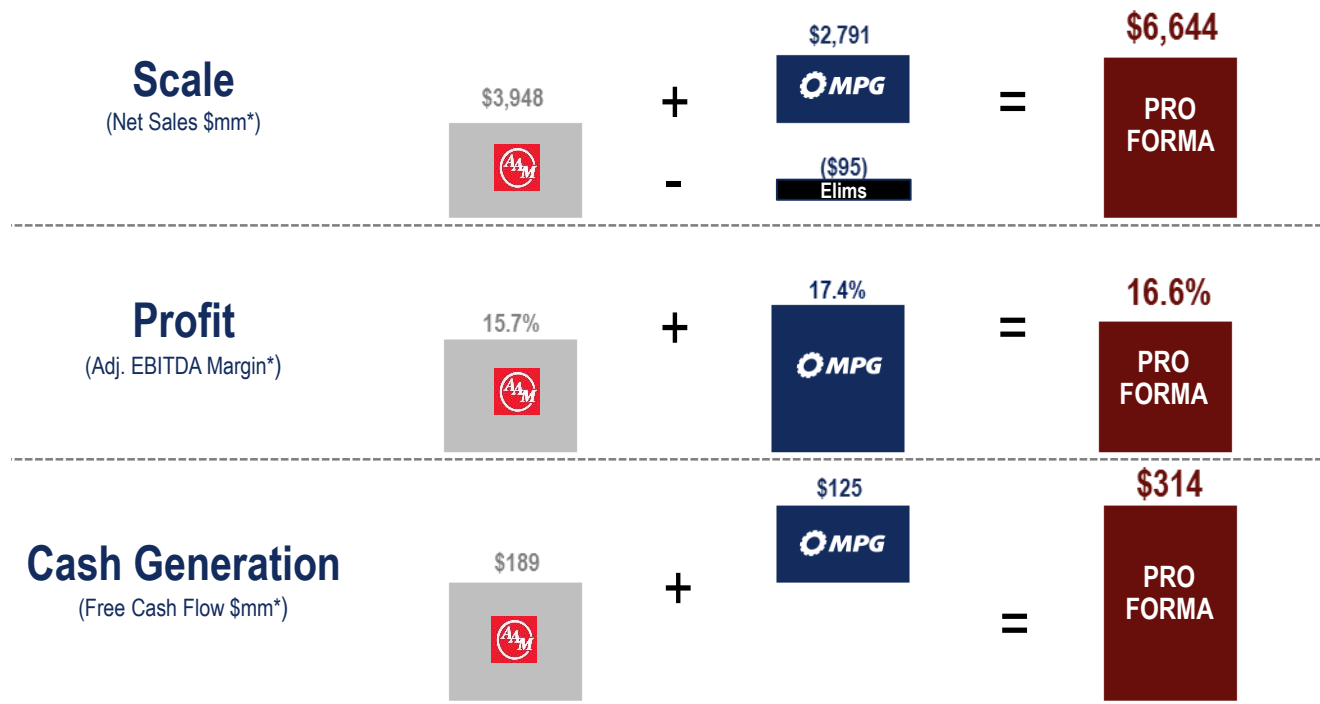 Scale
(Net Sales $mm*)
$3,948
AAM
+
-
$2,791
MPG
($95)
Elims
=
$6,644
PRO
FORMA
Profit
(Adj. EBITDA Margin*)
15.7%
AAM
+
17.4%
MPG
=
16.6%
PRO
FORMA
Cash Generation
(Free Cash Flow $mm*)
$189
AAM
+
$125
MPG
=
$314
PRO
FORMA